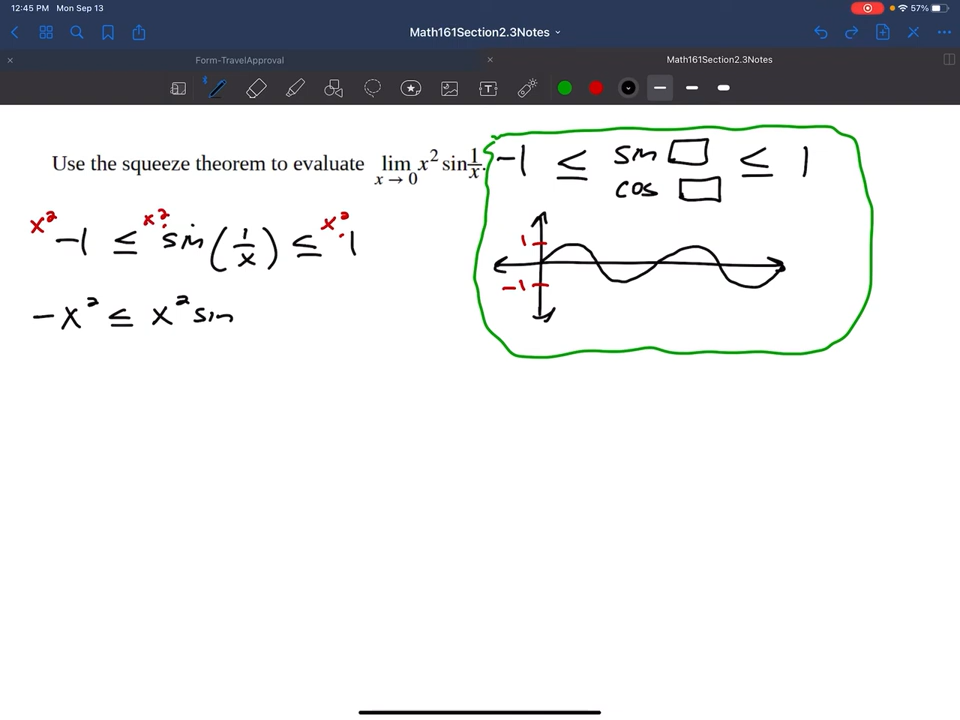 12:45 PM Mon Sep 13
57%
Math161Section2.3Notes
Form-TravelApproval
Math161Section2.3Notes
T
Use the squeeze theorem to evaluate lim x→0 x² sin 1/x.
-1 ≤ sin □ ≤ 1
cos □
x² x² x²
-1 ≤ sin (1/x) ≤ 1
1
-1
-x² ≤ x² sin